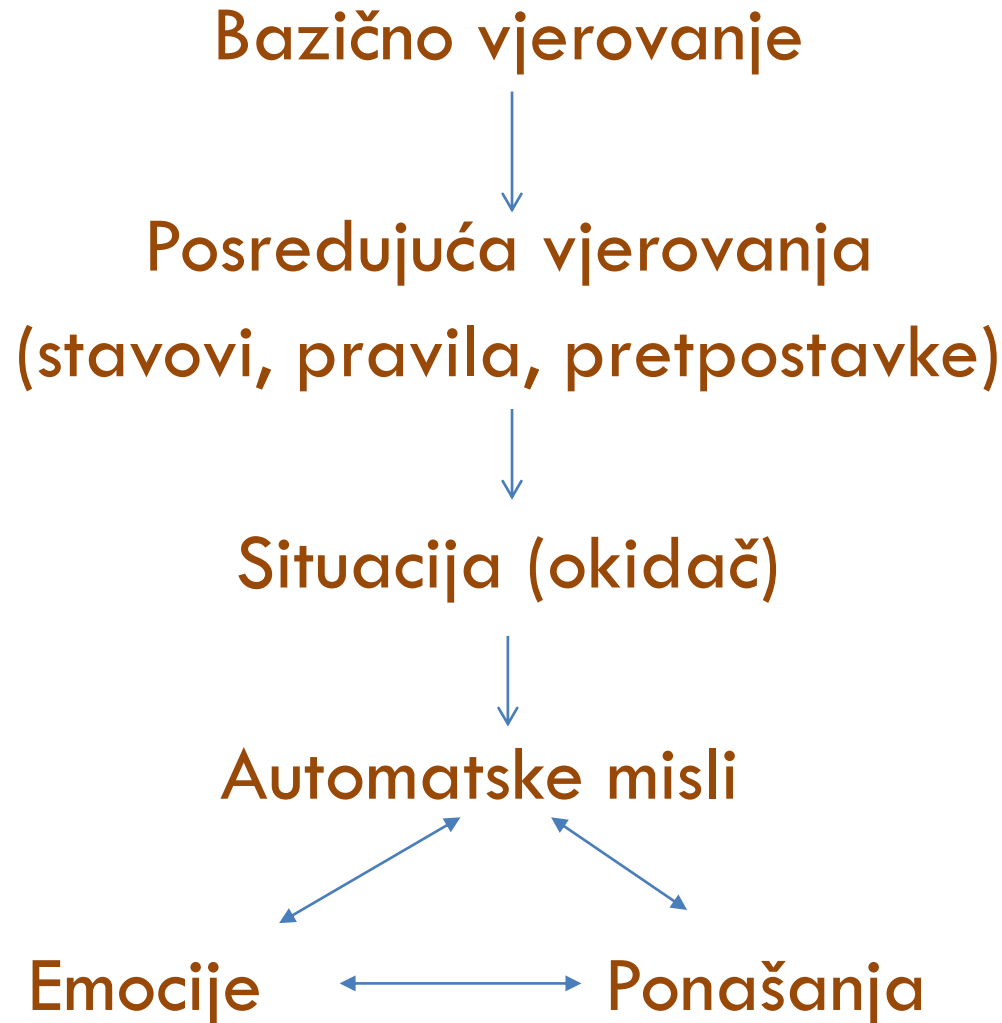 Bazično vjerovanje
Posredujuća vjerovanja
(stavovi, pravila, pretpostavke)
Situacija (okidač)
Automatske misli
Emocije
Ponašanja